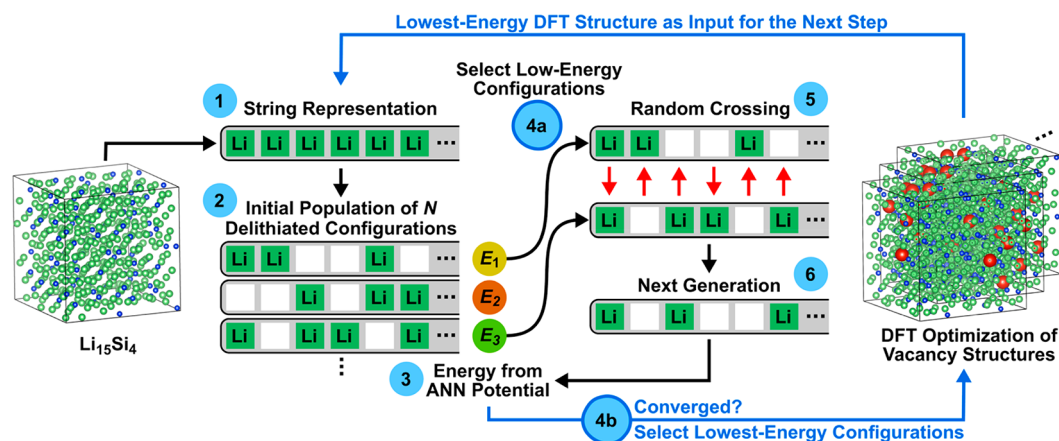 Lowest-Energy DFT Structure as Input for the Next Step
Select Low-Energy
Configurations
1
String Representation
4a
Random Crossing
5
Li Li Li Li Li Li ...
Li Li Li ...
2
Initial Population of N
Delithiated Configurations
Li Li Li ...
E1
Li Li Li ...
Li Li Li ...
E2
Li Li Li Li ...
E3
Next Generation
6
Li Li Li ...
Li15Si4
3
Energy from
ANN Potential
DFT Optimization of
Vacancy Structures
4b
Converged?
Select Lowest-Energy Configurations